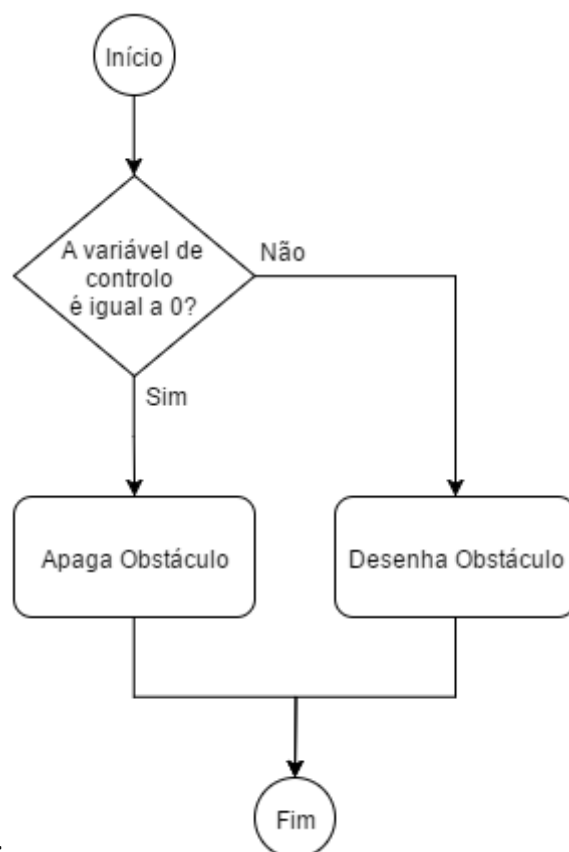 Início
A variável de
controlo
é igual a 0?
Não
Sim
Apaga Obstáculo
Desenha Obstáculo
Fim